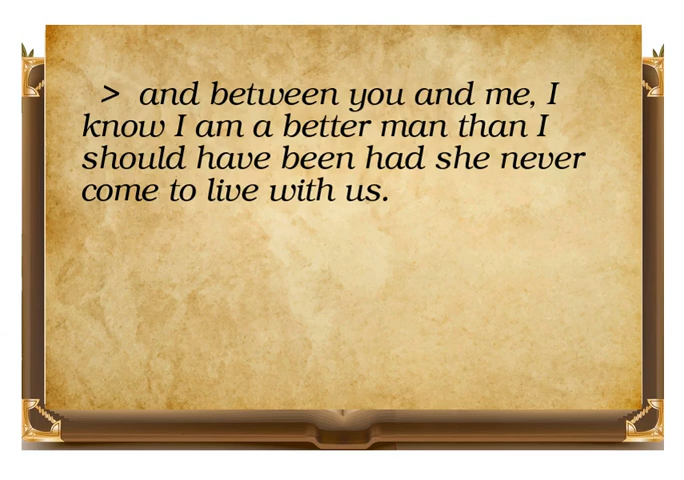 > and between you and me, I
know I am a better man than I
should have been had she never
come to live with us.